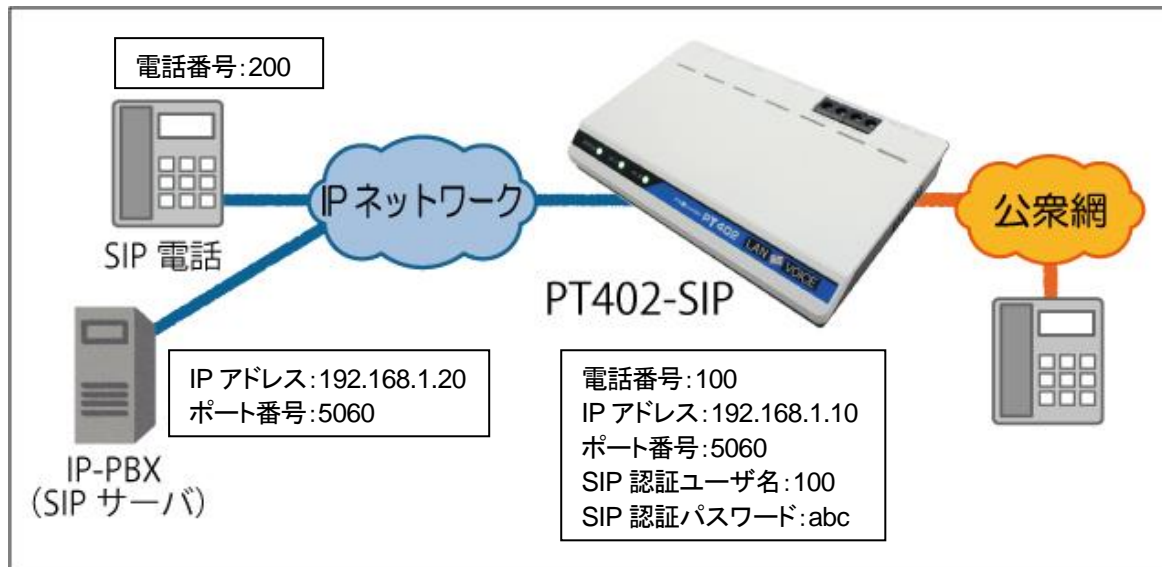 電話番号:200
SIP 電話
IP ネットワーク
PT402
LAN
VOICE
PT402-SIP
公衆網
IP アドレス:192.168.1.20
ポート番号:5060
IP-PBX
(SIP サーバ)
電話番号:100
IP アドレス:192.168.1.10
ポート番号:5060
SIP 認証ユーザ名:100
SIP 認証パスワード:abc